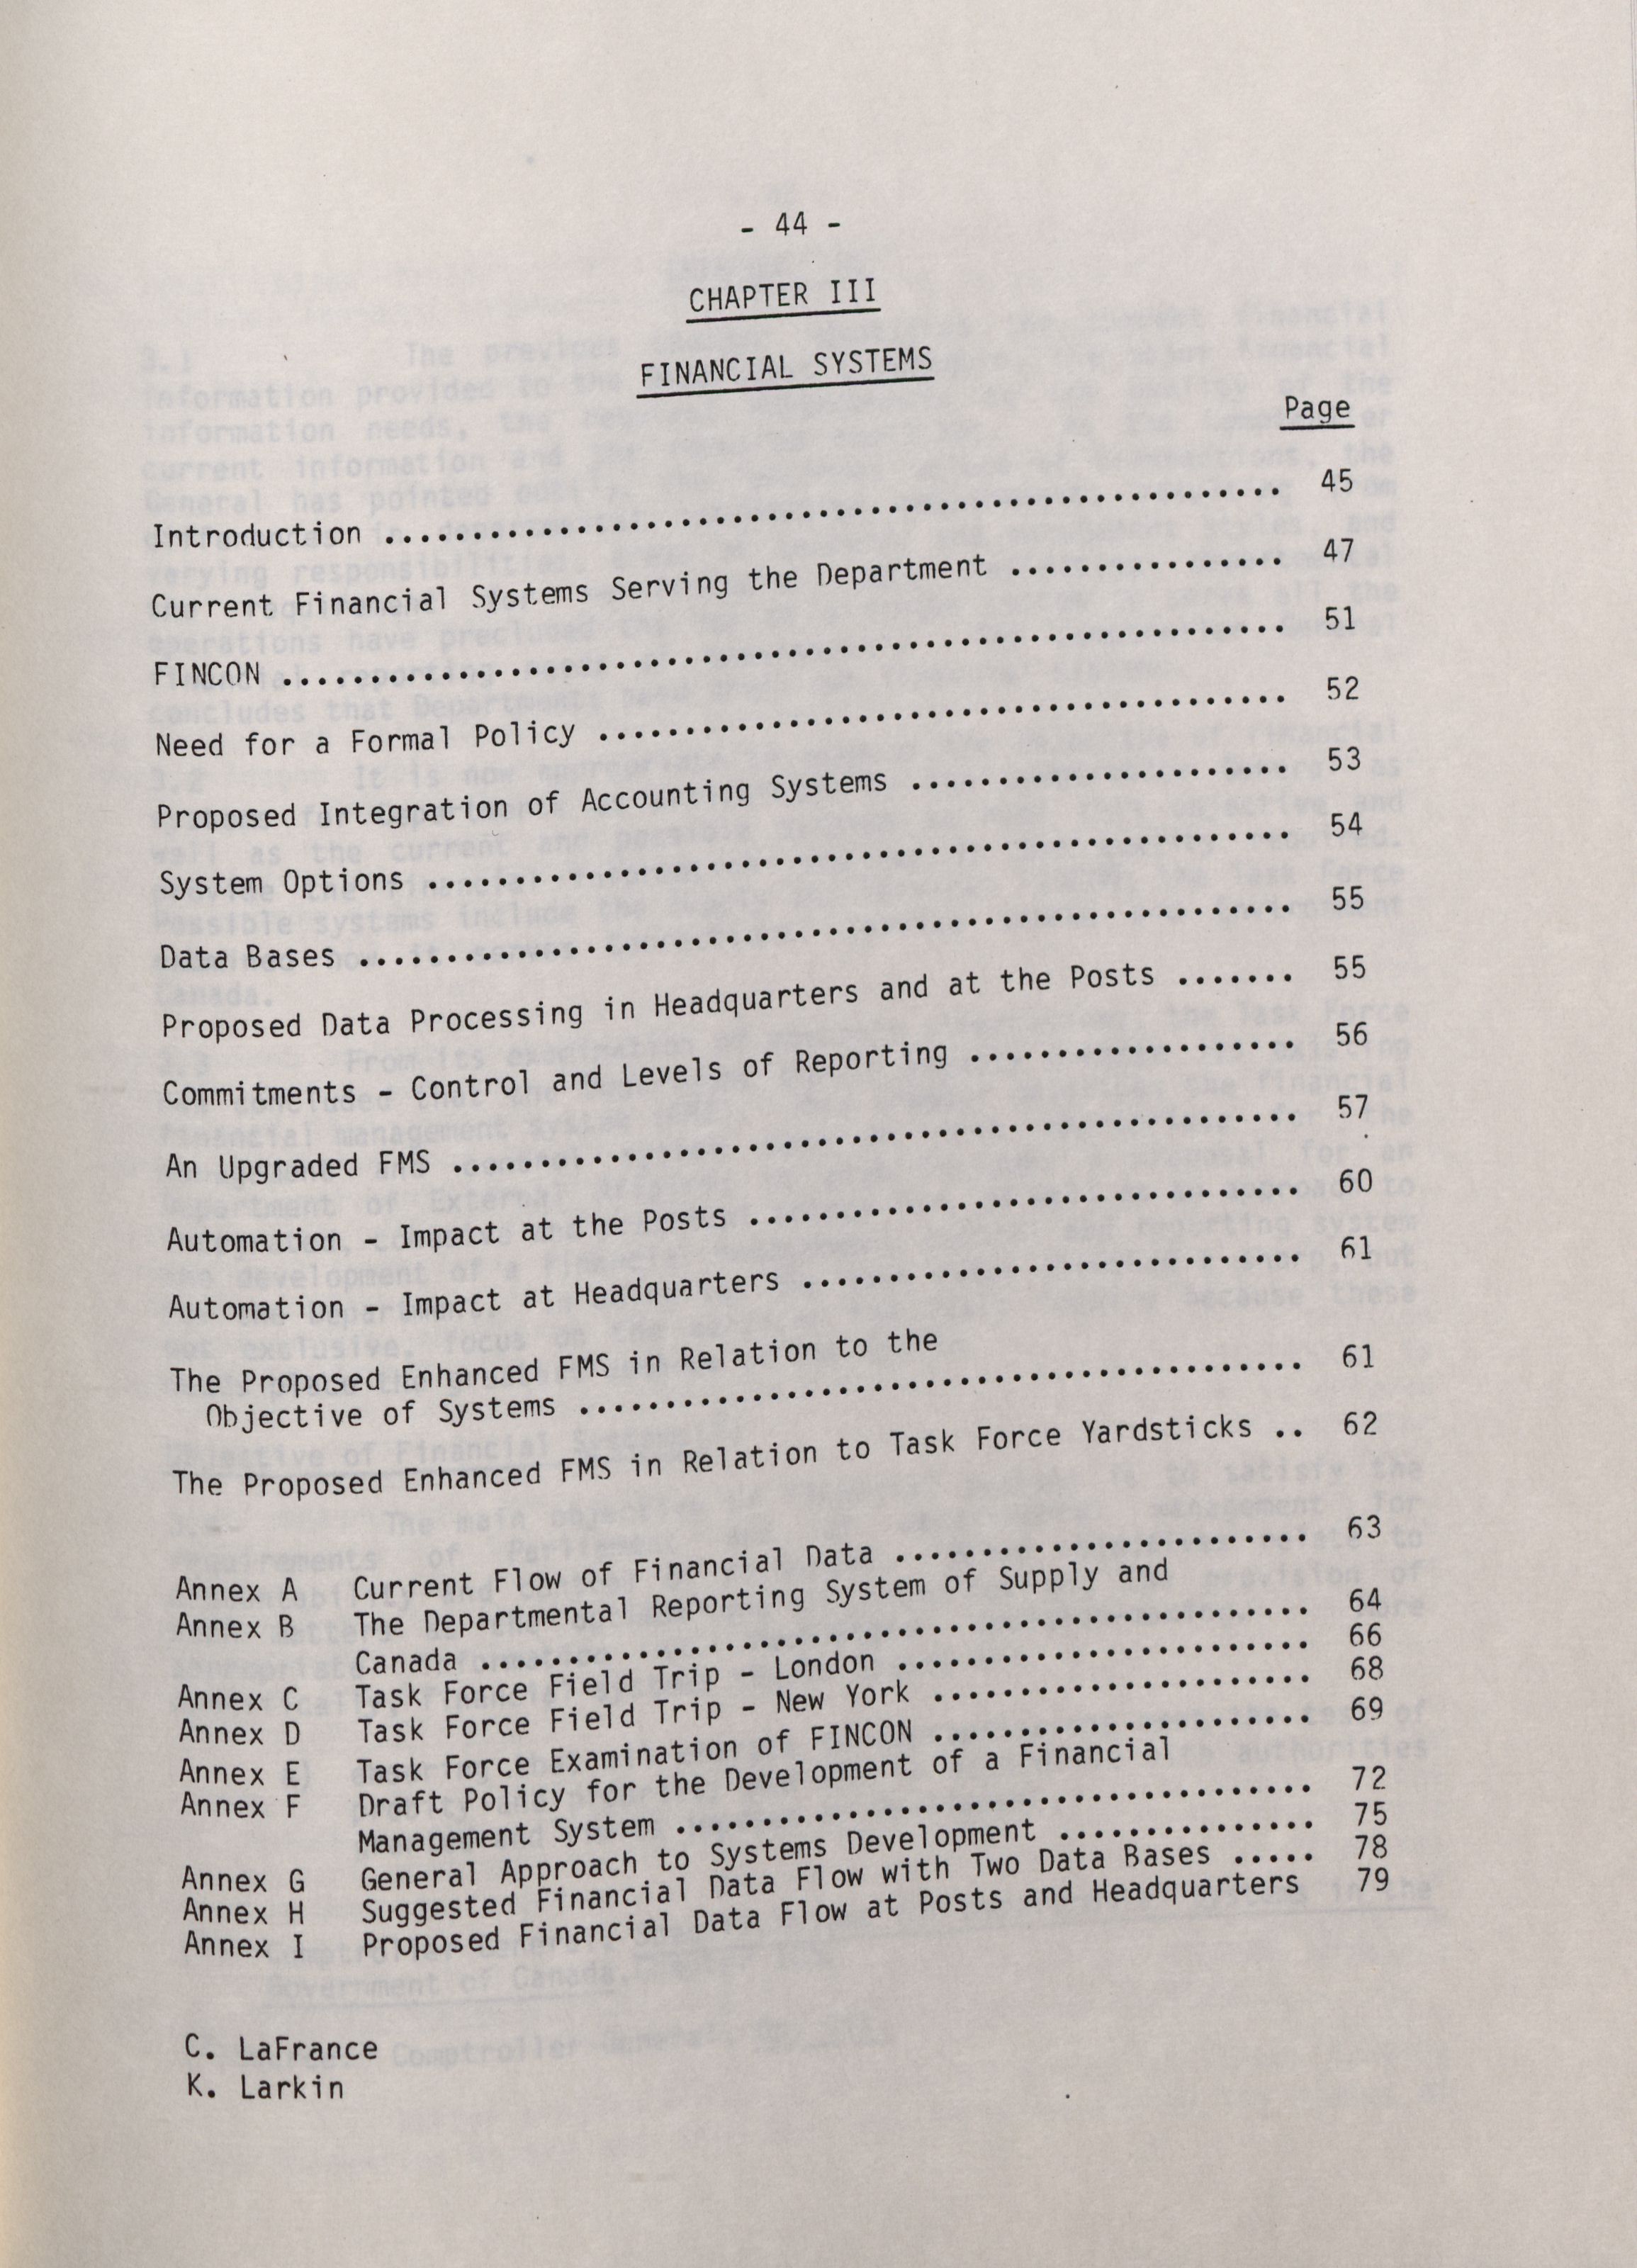 - 44 -
CHAPTER III
FINANCIAL SYSTEMS
Page
Introduction .................................................... 45
Current Financial Systems Serving the Department ................ 47
FINCON .......................................................... 51
Need for a Formal Policy ........................................ 52
Proposed Integration of Accounting Systems ...................... 53
System Options .................................................. 54
Data Bases ...................................................... 55
Proposed Data Processing in Headquarters and at the Posts ....... 55
Commitments - Control and Levels of Reporting ................... 56
An Upgraded FMS ................................................. 57
Automation - Impact at the Posts ................................ 60
Automation - Impact at Headquarters ............................. 61
The Proposed Enhanced FMS in Relation to the
Objective of Systems .......................................... 61
The Proposed Enhanced FMS in Relation to Task Force Yardsticks .. 62
Annex A Current Flow of Financial Data ........................ 63
Annex B The Departmental Reporting System of Supply and
Canada ................................................ 64
Annex C Task Force Field Trip - London ........................ 66
Annex D Task Force Field Trip - New York ...................... 68
Annex E Task Force Examination of FINCON ...................... 69
Annex F Draft Policy for the Development of a Financial
Management System .................................... 72
Annex G General Approach to Systems Development ............... 75
Annex H Suggested Financial Data Flow with Two Data Bases ..... 78
Annex I Proposed Financial Data Flow at Posts and Headquarters 79
C. LaFrance
K. Larkin